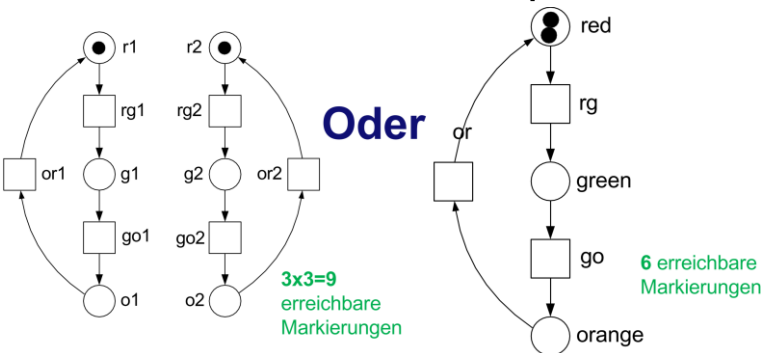 r1
r2
rg1
rg2
or1
g1
g2
or2
go1
go2
o1
o2
3x3=9
erreichbare
Markierungen
Oder
red
rg
or
green
go
orange
6 erreichbare
Markierungen